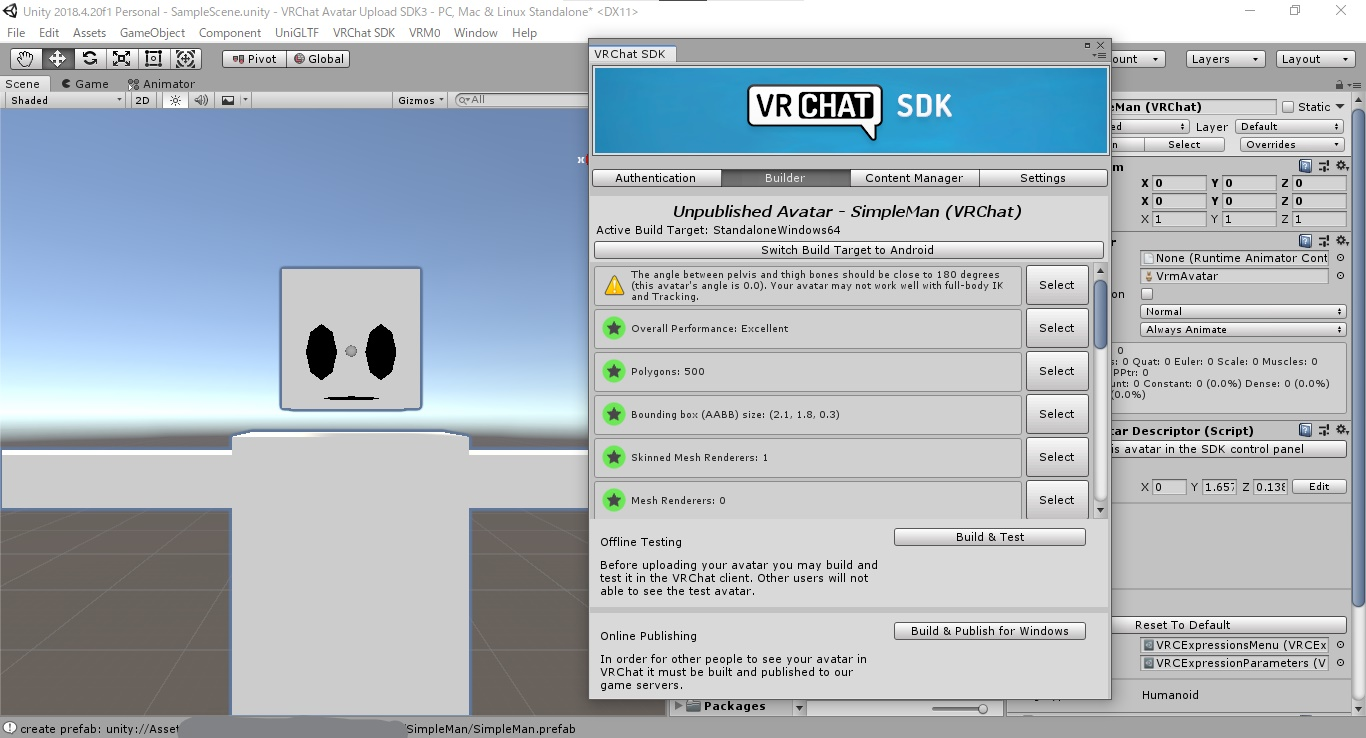 Unity 2018.4.20f1 Personal - SampleScene.unity - VRChat Avatar Upload SDK3 - PC, Mac & Linux Standalone* <DX11>
File Edit Assets GameObject Component UniGLTF VRChat SDK VRM0 Window Help
Pivot Global
ount Layers Layout
Scene Game Animator
Shaded 2D Gizmos All
VRChat SDK
VRCHAT SDK
Authentication Builder Content Manager Settings
Unpublished Avatar - SimpleMan (VRChat)
Active Build Target: StandaloneWindows64
Switch Build Target to Android
The angle between pelvis and thigh bones should be close to 180 degrees
(this avatar's angle is 0.0). Your avatar may not work well with full-body IK
and Tracking.
Select
Overall Performance: Excellent
Select
Polygons: 500
Select
Bounding box (AABB) size: (2.1, 1.8, 0.3)
Select
Skinned Mesh Renderers: 1
Select
Mesh Renderers: 0
Select
Offline Testing
Build & Test
Before uploading your avatar you may build and
test it in the VRChat client. Other users will not
able to see the test avatar.
Online Publishing
Build & Publish for Windows
In order for other people to see your avatar in
VRChat it must be built and published to our
game servers.
x
eMan (VRChat) Static
ed Layer Default
n Select Overrides
m
X 0 Y 0 Z 0
X 0 Y 0 Z 0
X 1 Y 1 Z 1
r
None (Runtime Animator Cont
VrmAvatar
on
Normal
Always Animate
0
s: 0 Quat: 0 Euler: 0 Scale: 0 Muscles: 0
PPtr: 0
unt: 0 Constant: 0 (0.0%) Dense: 0 (0.0%)
(0.0%)
tar Descriptor (Script)
is avatar in the SDK control panel
X 0 Y 1.657 Z 0.138 Edit
Reset To Default
VRCExpressionsMenu (VRCEx
VRCExpressionParameters (V
Humanoid
Packages
create prefab: unity://Asset
/SimpleMan/SimpleMan.prefab